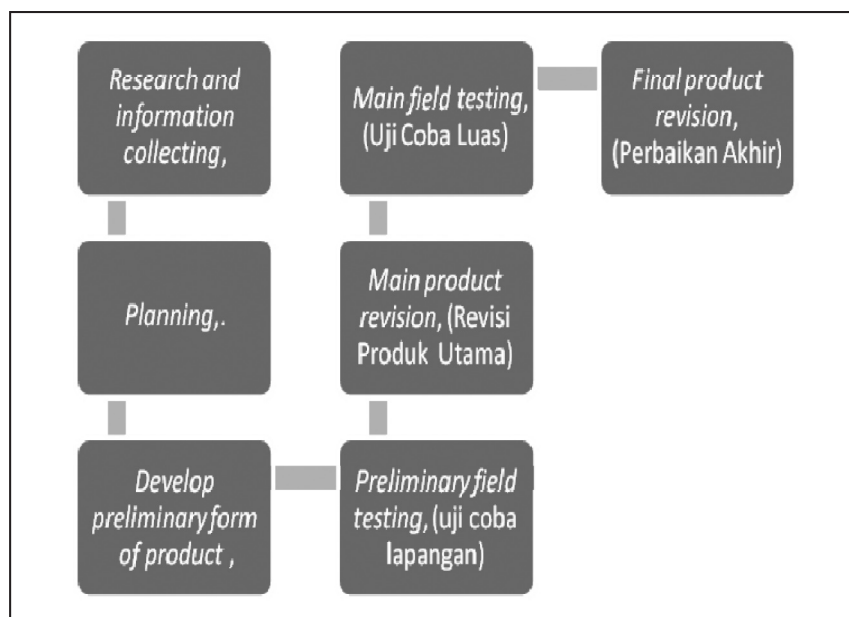 Research and
information
collecting,
Planning,.
Develop
preliminary form
of product ,
Preliminary field
testing, (uji coba
lapangan)
Main product
revision, (Revisi
Produk Utama)
Main field testing,
(Uji Coba Luas)
Final product
revision,
(Perbaikan Akhir)